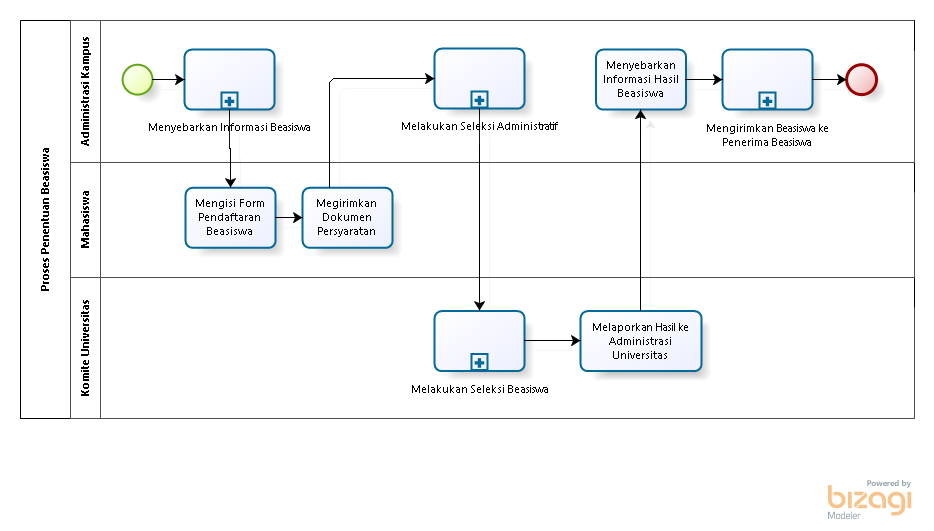 Proses Penentuan Beasiswa
Administrasi Kampus
Menyebarkan Informasi Beasiswa
Melakukan Seleksi Administratif
Menyebarkan
Informasi Hasil
Beasiswa
Mengirimkan Beasiswa ke
Penerima Beasiswa
Mahasiswa
Mengisi Form
Pendaftaran
Beasiswa
Megirimkan
Dokumen
Persyaratan
Komite Universitas
Melakukan Seleksi Beasiswa
Melaporkan Hasil ke
Administrasi
Universitas
Powered by
bizagi
Modeler